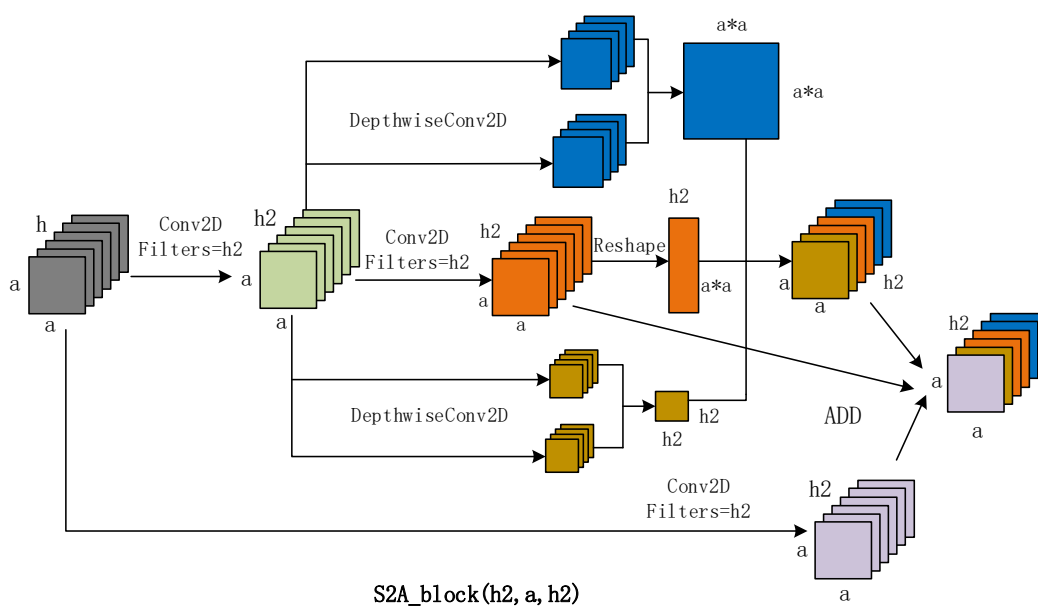 a*a
a*a
DepthwiseConv2D
h2
h
Conv2D
Filters=h2
h2
Conv2D
Filters=h2
h2
Reshape
a
a
a
a*a
a
h2
a
a
a
a
h2
a
DepthwiseConv2D
h2
h2
ADD
a
Conv2D
Filters=h2
h2
a
a
S2A_block(h2,a,h2)